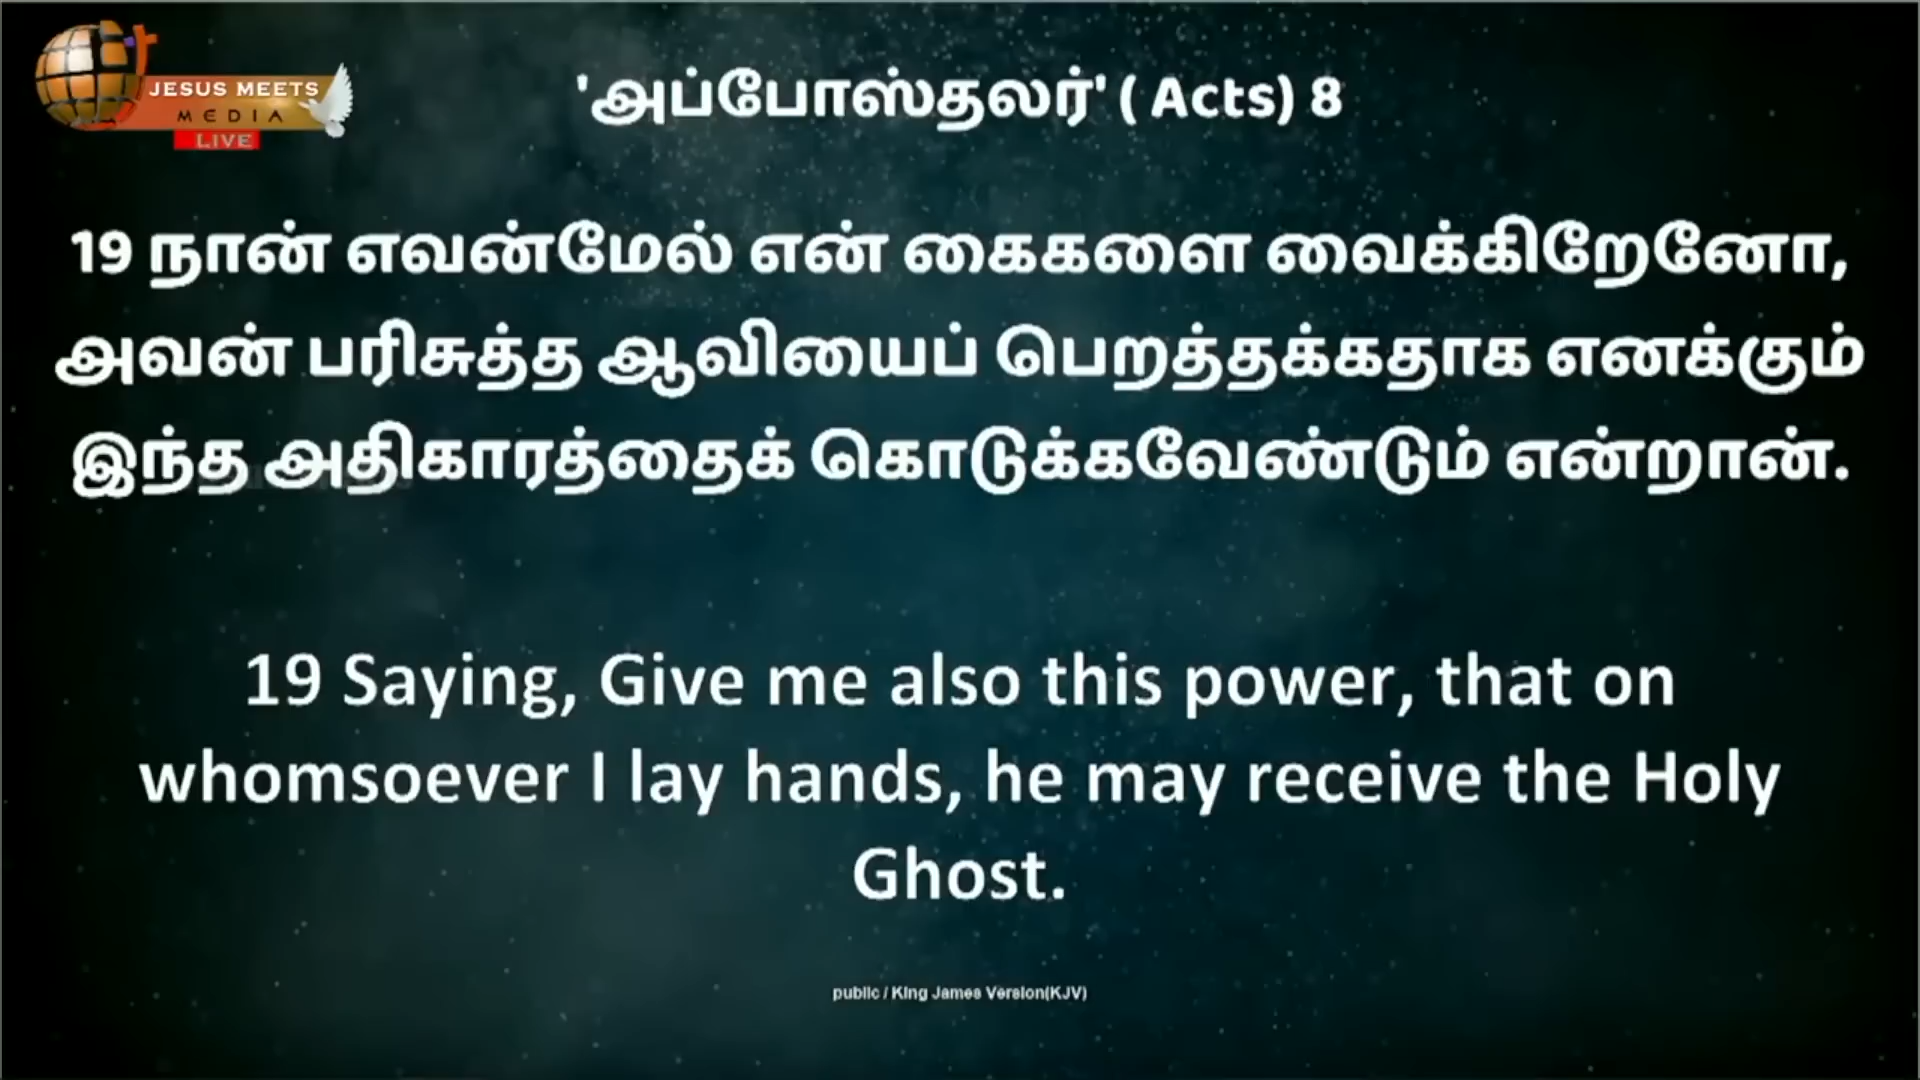 JESUS MEETS
MEDIA
LIVE
'அப்போஸ்தலர்' ( Acts) 8
19 நான் எவன்மேல் என் கைகளை வைக்கிறேனோ,
அவன் பரிசுத்த ஆவியைப் பெறத்தக்கதாக எனக்கும்
இந்த அதிகாரத்தைக் கொடுக்கவேண்டும் என்றான்.
19 Saying, Give me also this power, that on
whomsoever I lay hands, he may receive the Holy
Ghost.
public / King James Version(KJV)